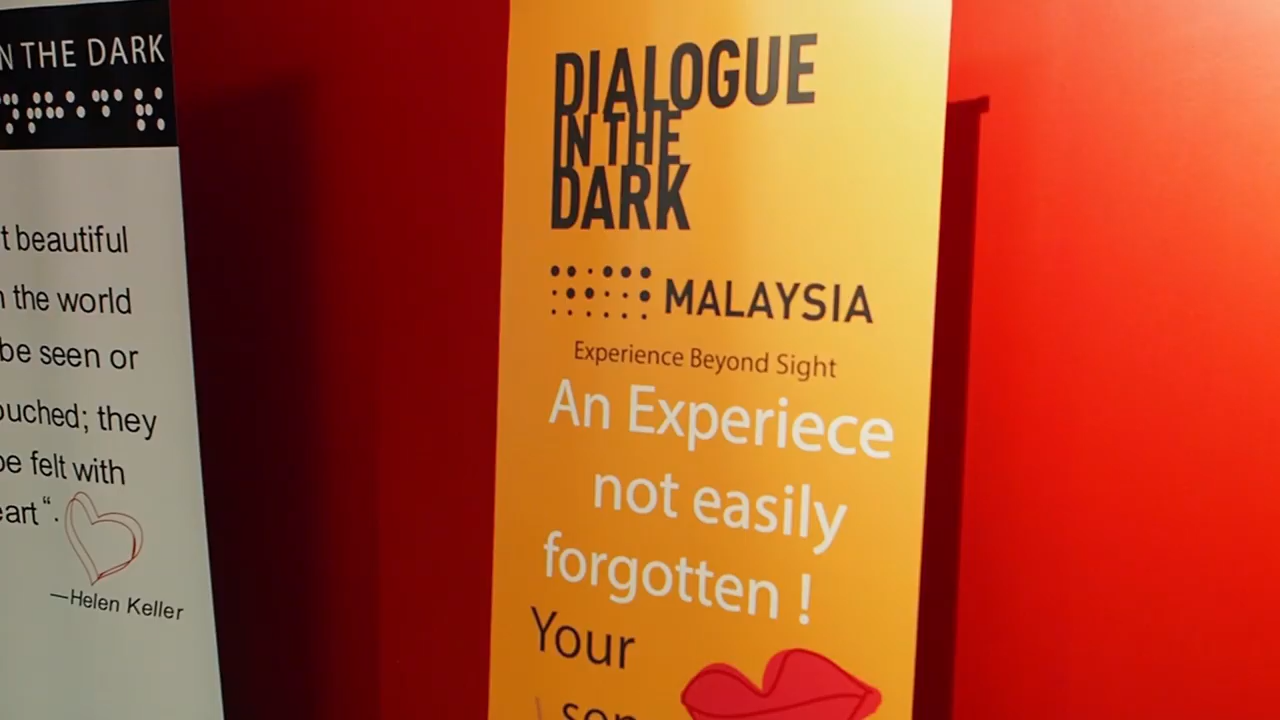 N THE DARK
t beautiful
the world
be seen or
ouched; they
be felt with
eart“.
—Helen Keller
DIALOGUE
IN THE
DARK
MALAYSIA
Experience Beyond Sight
An Experiece
not easily
forgotten !
Your